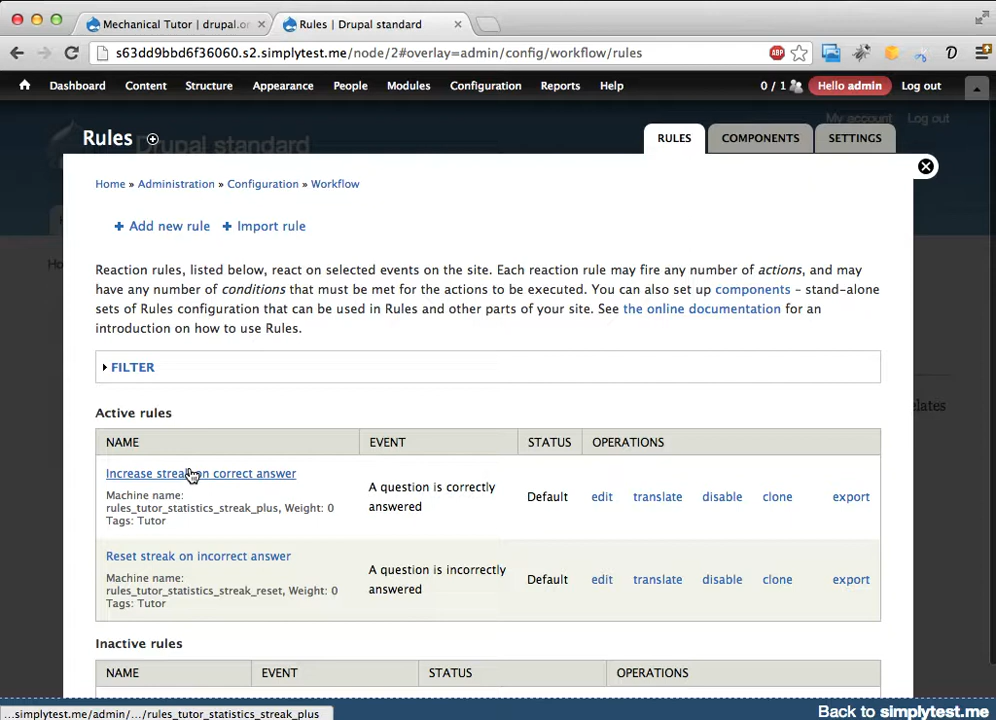 Mechanical Tutor | drupal.or
Rules | Drupal standard
s63dd9bbd6f36060.s2.simplytest.me/node/2#overlay=admin/config/workflow/rules
ABP
D
Dashboard Content Structure Appearance People Modules Configuration Reports Help 0 / 1 Hello admin Log out
My account Log out
Drupal standard
Rules
RULES COMPONENTS SETTINGS
Home » Administration » Configuration » Workflow
Ho
+ Add new rule + Import rule
Reaction rules, listed below, react on selected events on the site. Each reaction rule may fire any number of actions, and may
have any number of conditions that must be met for the actions to be executed. You can also set up components – stand-alone
sets of Rules configuration that can be used in Rules and other parts of your site. See the online documentation for an
introduction on how to use Rules.
FILTER
elates
Active rules
NAME EVENT STATUS OPERATIONS
Increase streak on correct answer
Machine name:
rules_tutor_statistics_streak_plus, Weight: 0
Tags: Tutor
A question is correctly
answered
Default edit translate disable clone export
Reset streak on incorrect answer
Machine name:
rules_tutor_statistics_streak_reset, Weight: 0
Tags: Tutor
A question is incorrectly
answered
Default edit translate disable clone export
Inactive rules
NAME EVENT STATUS OPERATIONS
...simplytest.me/admin/.../rules_tutor_statistics_streak_plus
Back to simplytest.me